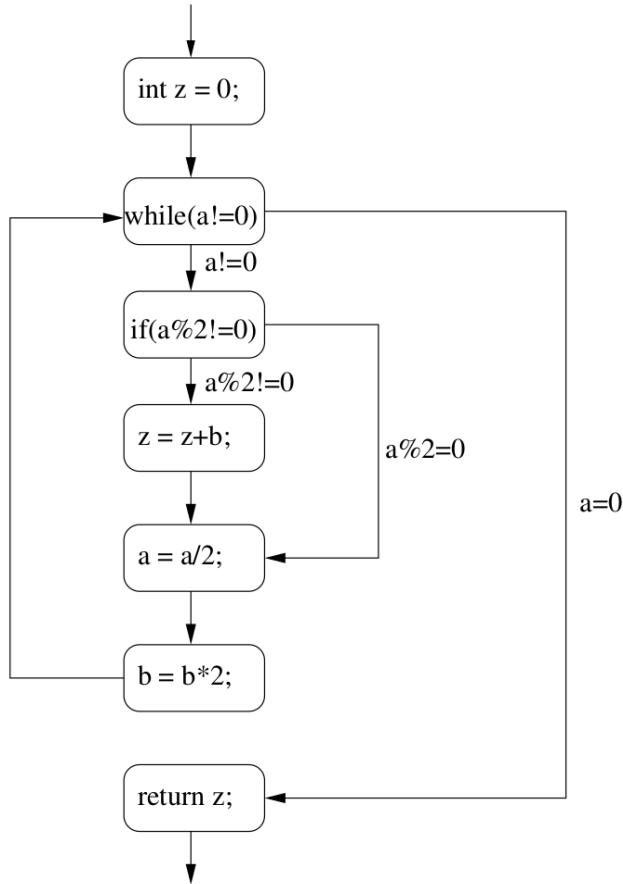 int z = 0;
while(a!=0)
a!=0
if(a%2!=0)
a%2!=0
z = z+b;
a%2=0
a=0
a = a/2;
b = b*2;
return z;